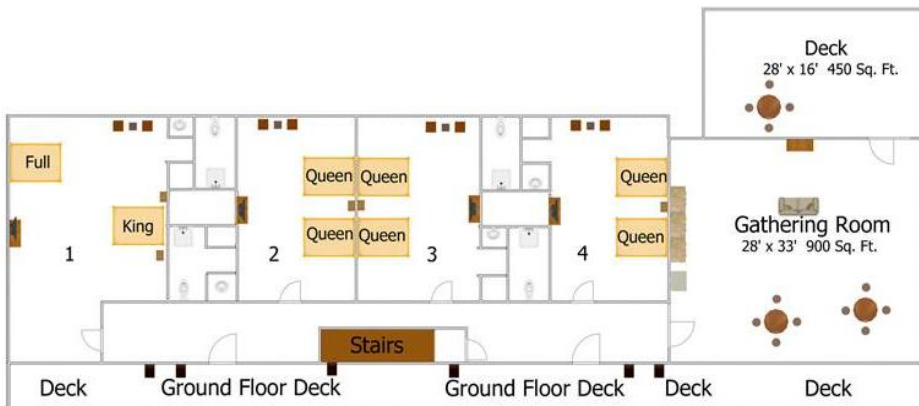 Deck
28' x 16' 450 Sq. Ft.
Full
Queen Queen
Queen
King
Queen Queen
Queen
Gathering Room
28' x 33' 900 Sq. Ft.
1
2
3
4
Stairs
Deck
Ground Floor Deck
Ground Floor Deck
Deck
Deck